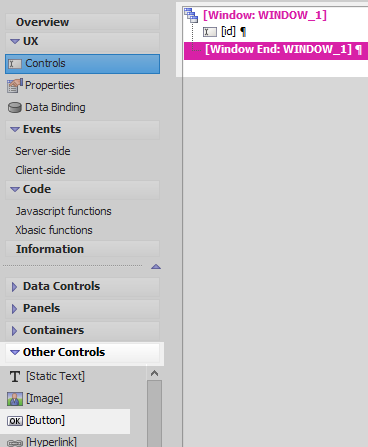 Overview
UX
Controls
Properties
Data Binding
Events
Server-side
Client-side
Code
Javascript functions
Xbasic functions
Information
Data Controls
Panels
Containers
Other Controls
T [Static Text]
[Image]
OK [Button]
[Hyperlink]
[Window: WINDOW_1]
[id] ¶
[Window End: WINDOW_1] ¶